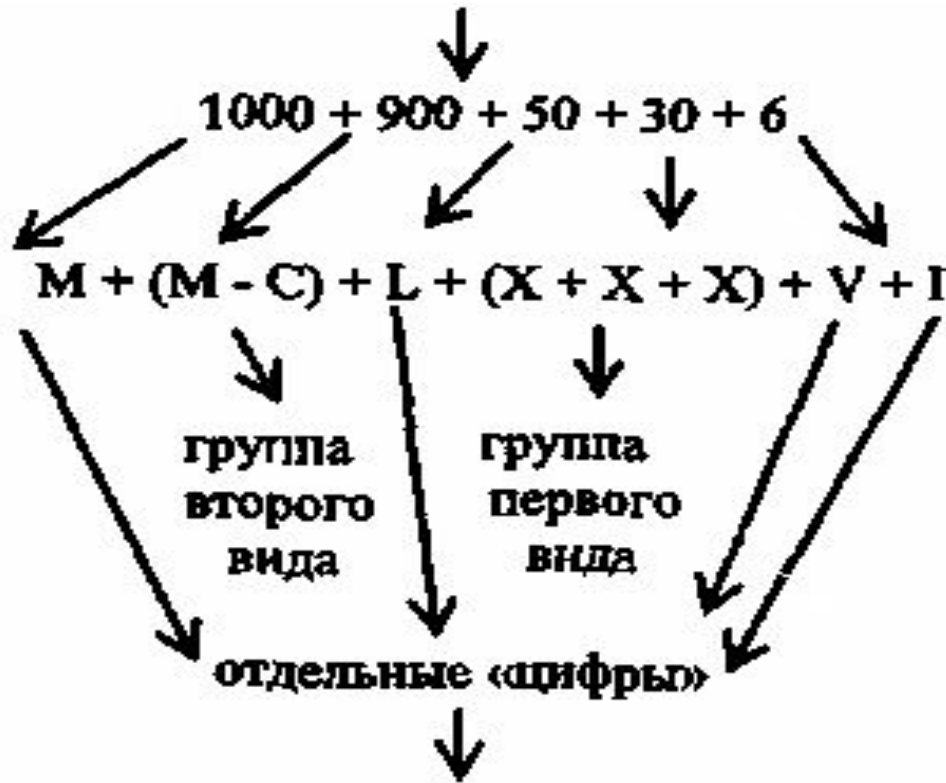 1000 + 900 + 50 + 30 + 6
M + (M - C) + L + (X + X + X) + V + I
группа
второго
вида
группа
первого
вида
отдельные «цифры»